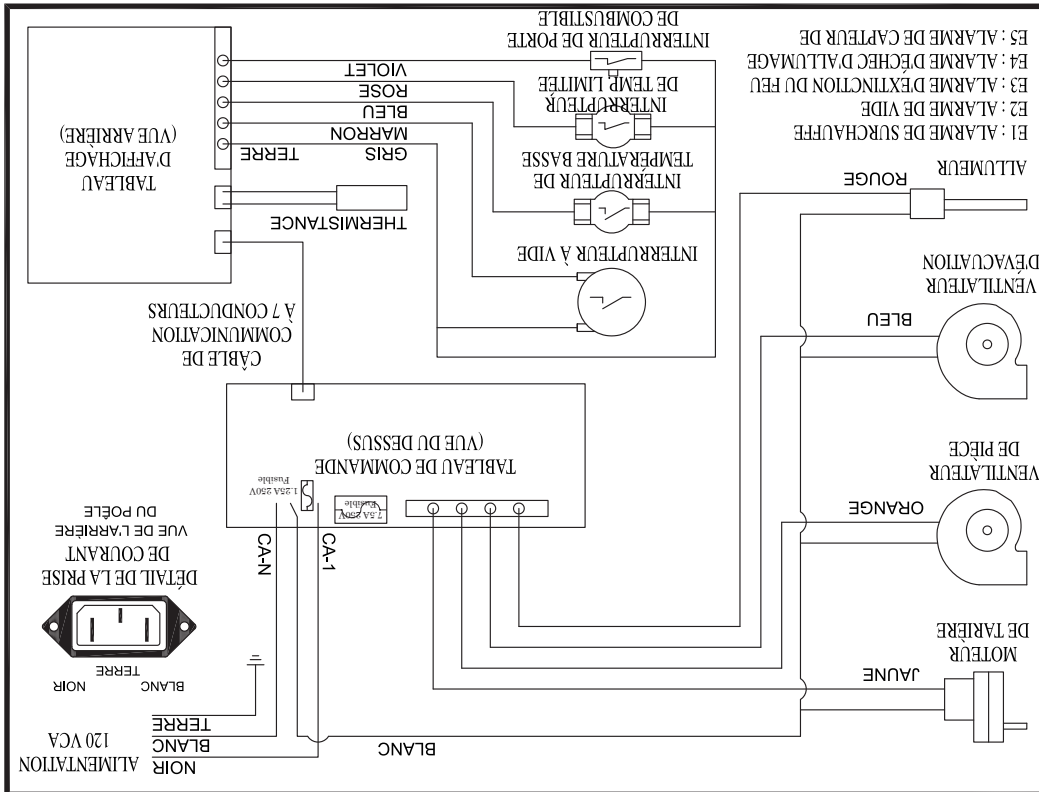 ALIMENTATION
120 VCA
NOIR
BLANC
TERRE
BLANC
MOTEUR
DE TARIÈRE
JAUNE
BLANC
TERRE
NOIR
DÉTAIL DE LA PRISE
DE COURANT
VUE DE L'ARRIÈRE
DU POÊLE
CA-N
CA-1
VENTILATEUR
DE PIÈCE
ORANGE
7.5A 250V
Fusible
1.25A 250V
Fusible
TABLEAU DE COMMANDE
(VUE DU DESSUS)
VENTILATEUR
D'ÉVACUATION
BLEU
CÂBLE DE
COMMUNICATION
À 7 CONDUCTEURS
INTERRUPTEUR À VIDE
ALLUMEUR
ROUGE
THERMISTANCE
INTERRUPTEUR DE
TEMPÉRATURE BASSE
INTERRUPTEUR
DE TEMP LIMITÉE
INTERRUPTEUR DE PORTE
DE COMBUSTIBLE
TERRE
GRIS
MARRON
BLEU
ROSE
VIOLET
TABLEAU
D'AFFICHAGE
(VUE ARRIÈRE)
E1 : ALARME DE SURCHAUFFE
E2 : ALARME DE VIDE
E3 : ALARME D'ÉXTINCTION DU FEU
E4 : ALARME D'ÉCHEC D'ALLUMAGE
E5 : ALARME DE CAPTEUR DE